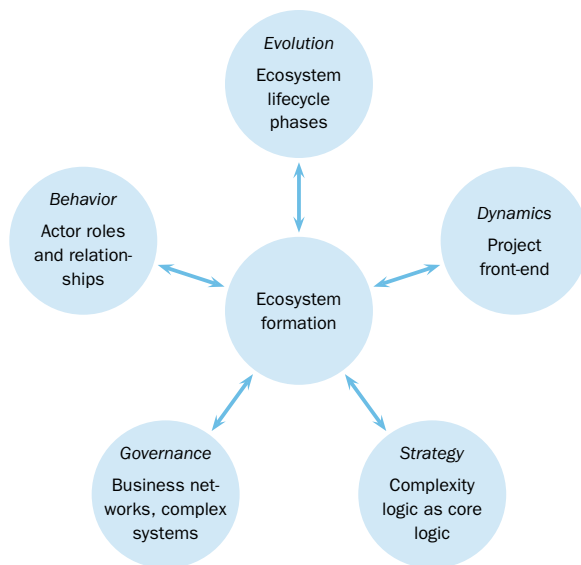 Evolution
Ecosystem
lifecycle
phases
Behavior
Actor roles
and relation-
ships
Dynamics
Project
front-end
Ecosystem
formation
Governance
Business net-
works, complex
systems
Strategy
Complexity
logic as core
logic